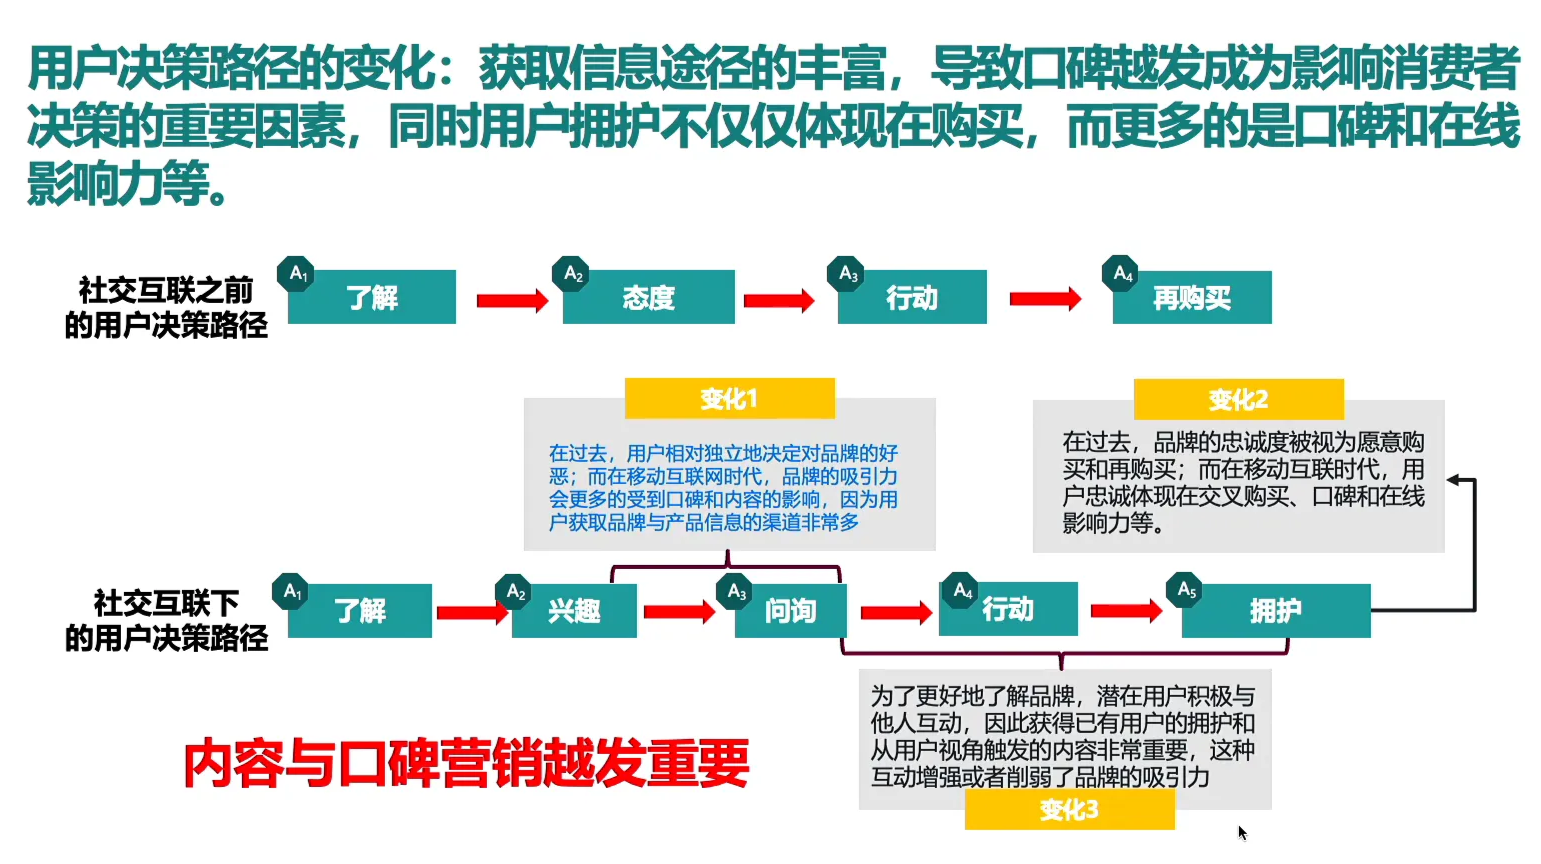 用户决策路径的变化：获取信息途径的丰富，导致口碑越发成为影响消费者
决策的重要因素，同时用户拥护不仅仅体现在购买，而更多的是口碑和在线
影响力等。
社交互联之前
的用户决策路径
A1
了解
A2
态度
A3
行动
A4
再购买
变化1
在过去，用户相对独立地决定对品牌的好
恶；而在移动互联网时代，品牌的吸引力
会更多的受到口碑和内容的影响，因为用
户获取品牌与产品信息的渠道非常多
变化2
在过去，品牌的忠诚度被视为愿意购
买和再购买；而在移动互联时代，用
户忠诚体现在交叉购买、口碑和在线
影响力等。
社交互联下
的用户决策路径
A1
了解
A2
兴趣
A3
问询
A4
行动
A5
拥护
为了更好地了解品牌，潜在用户积极与
他人互动，因此获得已有用户的拥护和
从用户视角触发的内容非常重要，这种
互动增强或者削弱了品牌的吸引力
变化3
内容与口碑营销越发重要